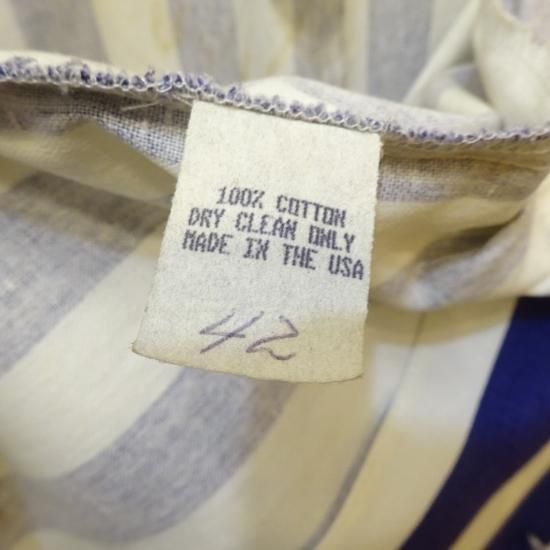 100% COTTON
DRY CLEAN ONLY
MADE IN THE USA
42